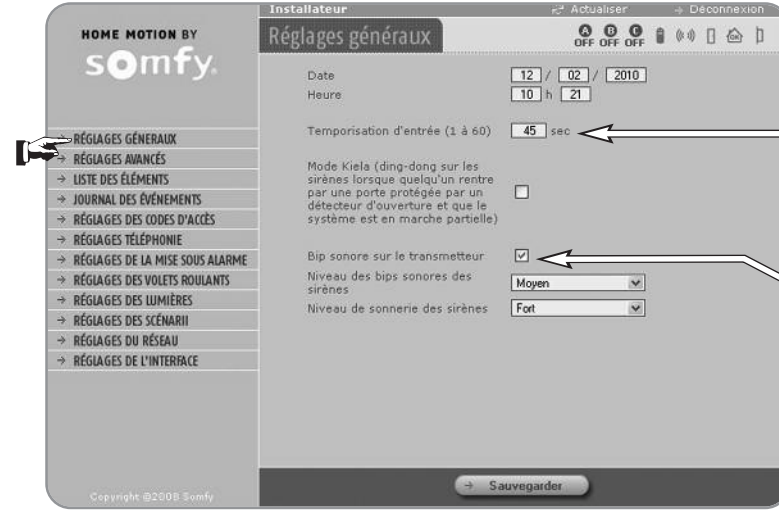 Installateur
Actualiser
Déconnexion
HOME MOTION BY
somfy.
Réglages généraux
A B C
OFF OFF OFF
Date 12 / 02 / 2010
Heure 10 h 21
Temporisation d'entrée (1 à 60) 45 sec
Mode Kiela (ding-dong sur les
sirènes lorsque quelqu'un rentre
par une porte protégée par un
détecteur d'ouverture et que le
système est en marche partielle)
Bip sonore sur le transmetteur
Niveau des bips sonores des
sirènes
Moyen
Niveau de sonnerie des sirènes Fort
→ RÉGLAGES GÉNERAUX
→ RÉGLAGES AVANCÉS
→ LISTE DES ÉLÉMENTS
→ JOURNAL DES ÉVÉNEMENTS
→ RÉGLAGES DES CODES D'ACCÈS
→ RÉGLAGES TÉLÉPHONIE
→ RÉGLAGES DE LA MISE SOUS ALARME
→ RÉGLAGES DES VOLETS ROULANTS
→ RÉGLAGES DES LUMIÈRES
→ RÉGLAGES DES SCÉNARII
→ RÉGLAGES DU RÉSEAU
→ RÉGLAGES DE L'INTERFACE
→ Sauvegarder
Copyright @2008 Somfy